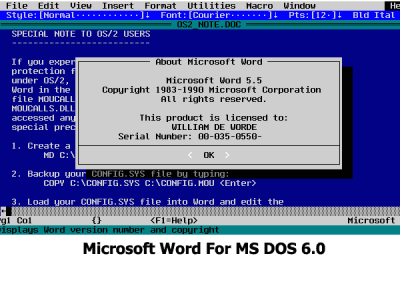 File Edit View Insert Format Utilities Macro Window He
Style:[Normal············]↓ Font:[Courier·······]↓ Pts:[12·]↓ Bld Ital
OS2_NOTE.DOC
SPECIAL NOTE TO OS/2 USERS
--------------------------
If you exper
protection f
under OS/2,
Word in the
file MOUCALL
MOUCALLS.DLL
accessed any
special prec
About Microsoft Word
Microsoft Word 5.5
Copyright 1983-1990 Microsoft Corporation
All rights reserved.
This product is licensed to:
WILLIAM DE WORDE
Serial Number: 00-035-0550-
< OK >
1. Create a
MD C:\
2. Backup your CONFIG.SYS file by typing:
COPY C:\CONFIG.SYS C:\CONFIG.MOU <Enter>
3. Load your CONFIG.SYS file into Word and edit the
g1 Co1 {} <F1=Help> Microsoft
isplays Word version number and copyright
Microsoft Word For MS DOS 6.0